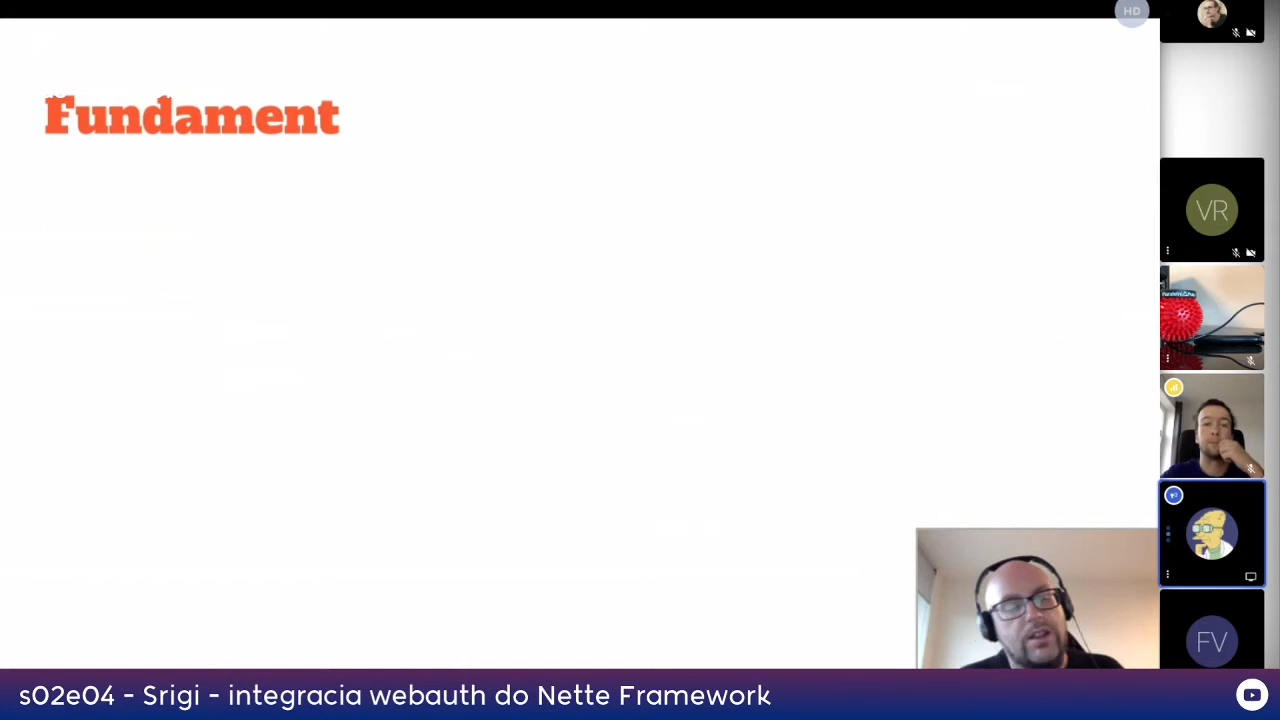 HD
Fundament
VR
FV
s02e04 - Srigi - integracia webauth do Nette Framework